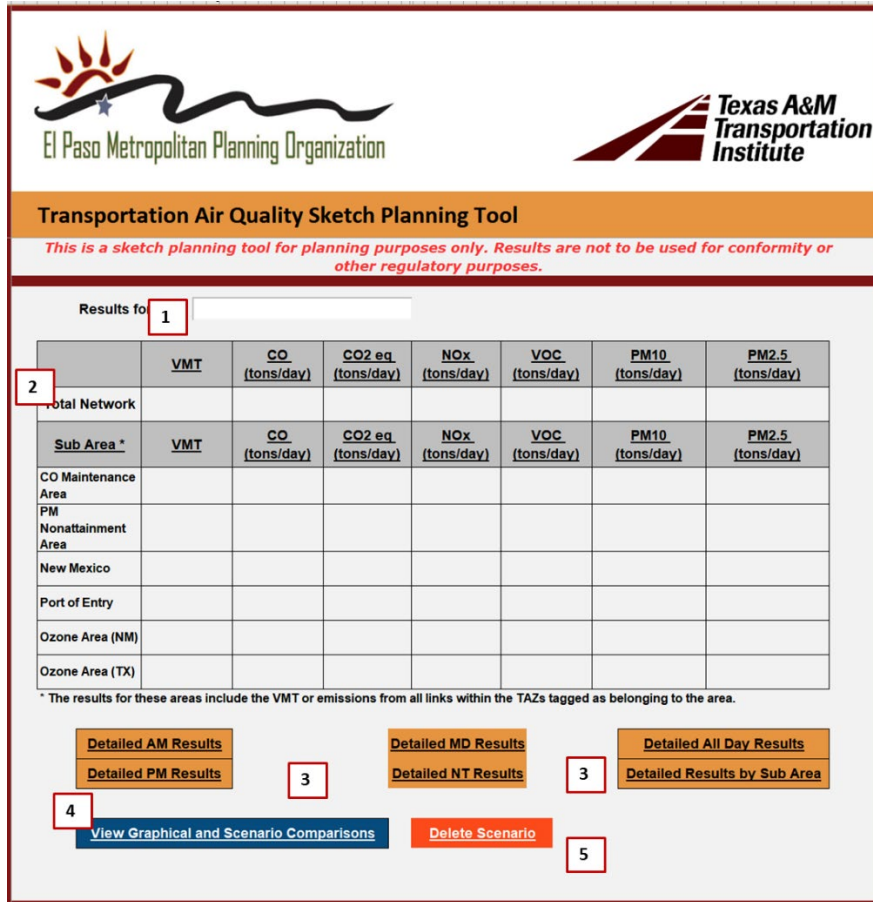 El Paso Metropolitan Planning Organization
Texas A&M
Transportation
Institute
Transportation Air Quality Sketch Planning Tool
This is a sketch planning tool for planning purposes only. Results are not to be used for conformity or
other regulatory purposes.
Results fo
1
2
VMT CO (tons/day) CO2 eq (tons/day) NOx (tons/day) VOC (tons/day) PM10 (tons/day) PM2.5 (tons/day)
Total Network
Sub Area * VMT CO (tons/day) CO2 eq (tons/day) NOx (tons/day) VOC (tons/day) PM10 (tons/day) PM2.5 (tons/day)
CO Maintenance
Area
PM
Nonattainment
Area
New Mexico
Port of Entry
Ozone Area (NM)
Ozone Area (TX)
* The results for these areas include the VMT or emissions from all links within the TAZs tagged as belonging to the area.
Detailed AM Results Detailed MD Results Detailed All Day Results
Detailed PM Results 3 Detailed NT Results 3 Detailed Results by Sub Area
4
View Graphical and Scenario Comparisons Delete Scenario
5